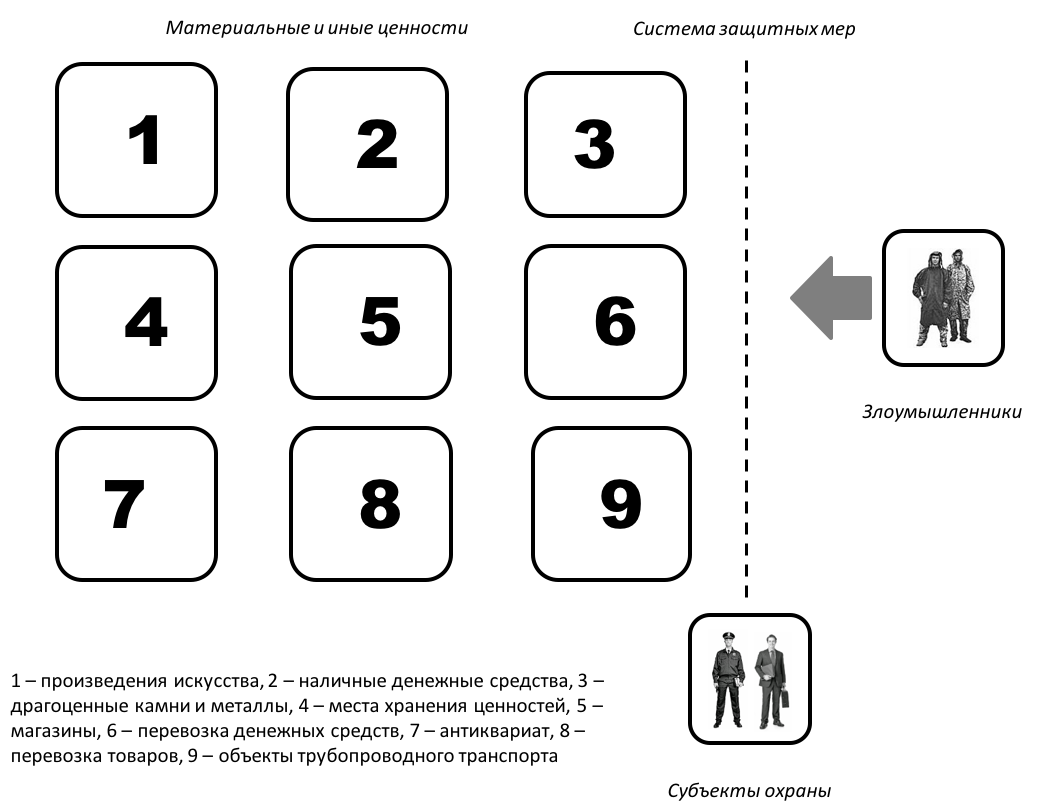 Материальные и иные ценности
Система защитных мер
1
2
3
4
5
6
Злоумышленники
7
8
9
1 – произведения искусства, 2 – наличные денежные средства, 3 –
драгоценные камни и металлы, 4 – места хранения ценностей, 5 –
магазины, 6 – перевозка денежных средств, 7 – антиквариат, 8 –
перевозка товаров, 9 – объекты трубопроводного транспорта
Субъекты охраны